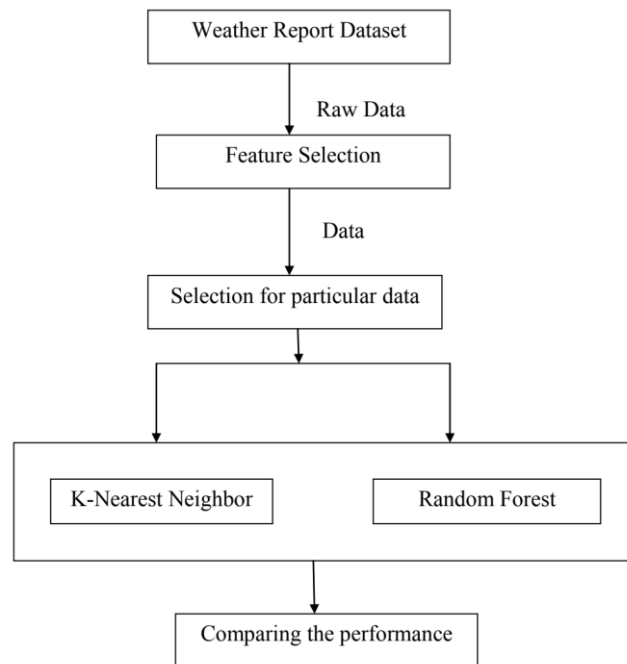 Weather Report Dataset
Raw Data
Feature Selection
Data
Selection for particular data
K-Nearest Neighbor
Random Forest
Comparing the performance